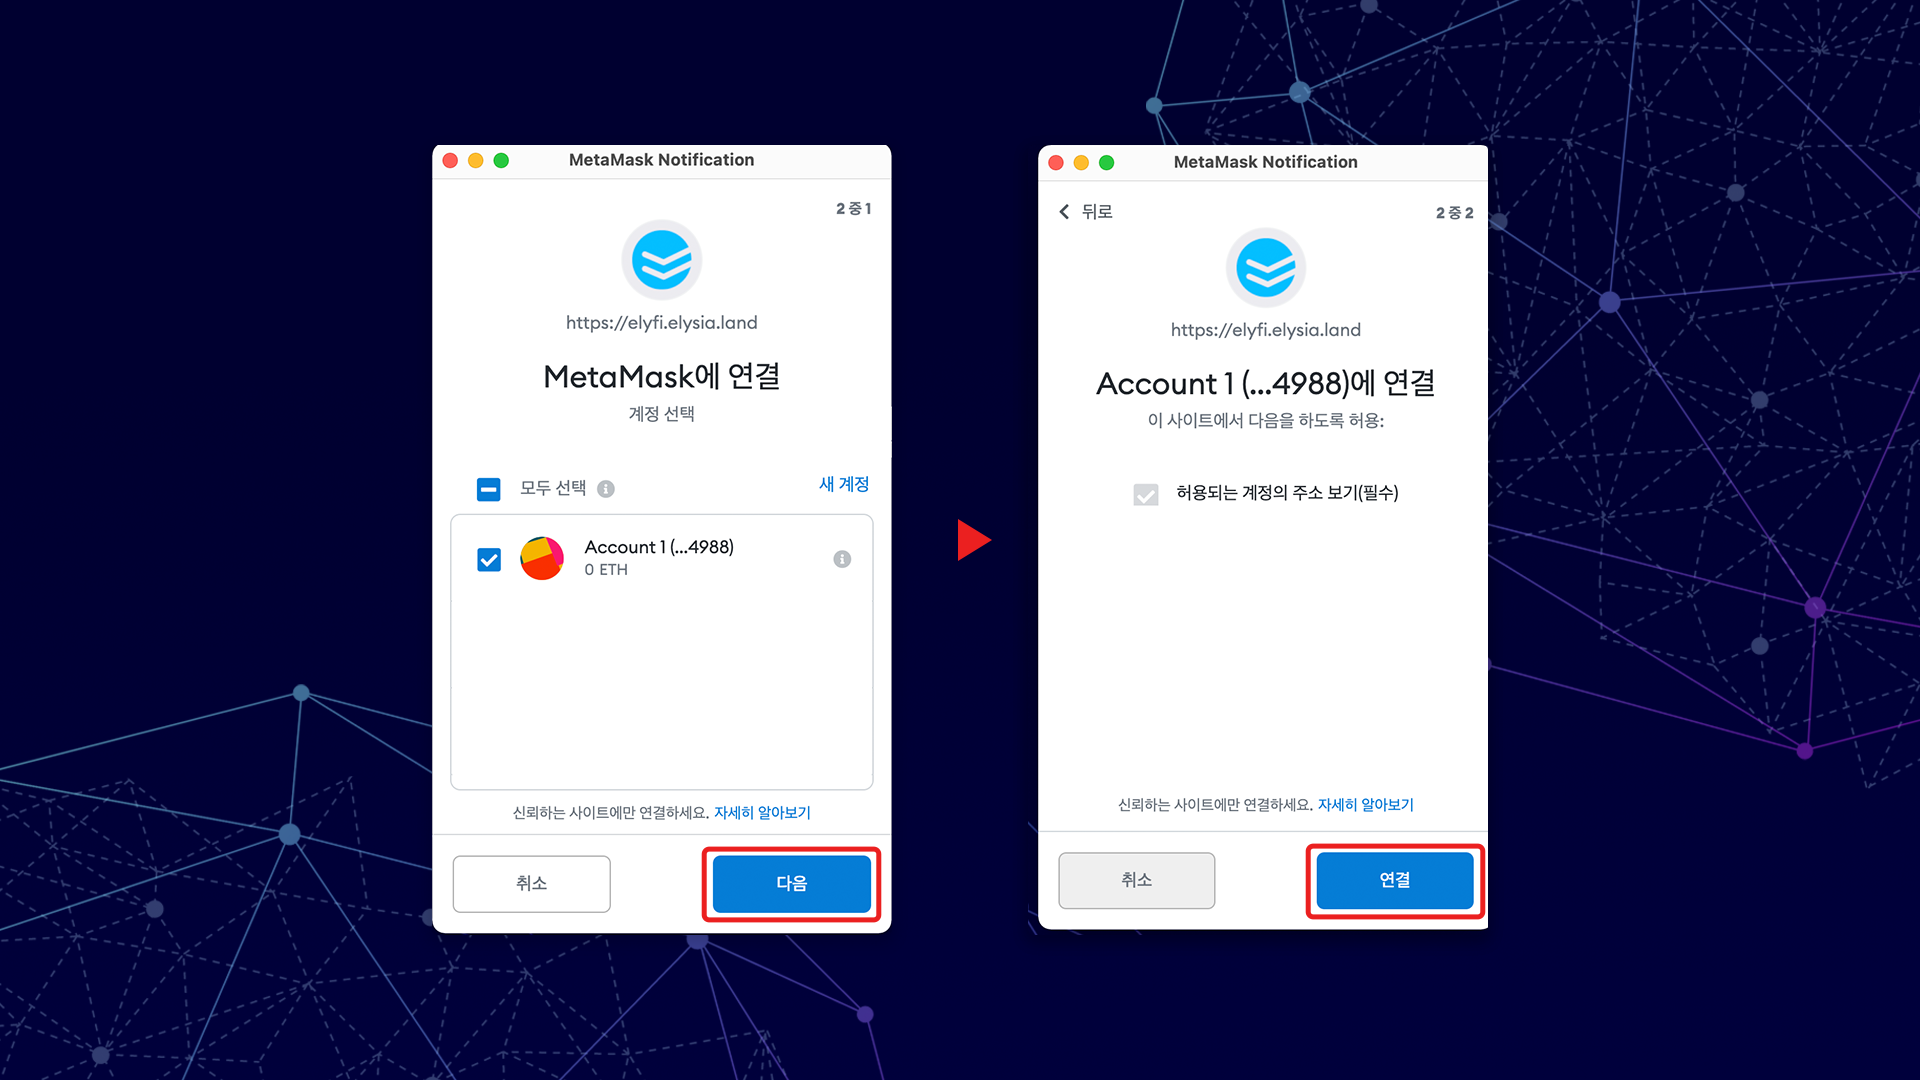 MetaMask Notification
2 중 1
https://elyfi.elysia.land
MetaMask에 연결
계정 선택
모두 선택
새 계정
Account 1 (...4988)
0 ETH
신뢰하는 사이트에만 연결하세요. 자세히 알아보기
취소
다음
MetaMask Notification
뒤로
2 중 2
https://elyfi.elysia.land
Account 1 (...4988)에 연결
이 사이트에서 다음을 하도록 허용:
허용되는 계정의 주소 보기(필수)
신뢰하는 사이트에만 연결하세요. 자세히 알아보기
취소
연결